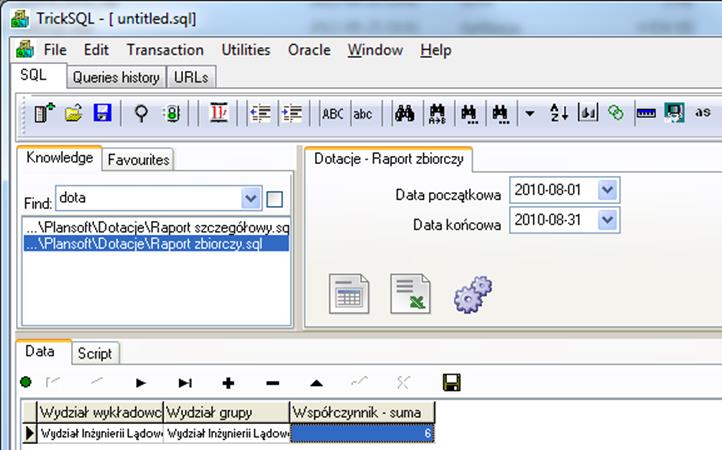 TrickSQL - [ untitled.sql]
File Edit Transaction Utilities Oracle Window Help
SQL Queries history URLs
ABC abc A→B A Z as
Knowledge Favourites
Find: dota
...\Plansoft\Dotacje\Raport szczegółowy.sq
...\Plansoft\Dotacje\Raport zbiorczy.sql
Dotacje - Raport zbiorczy
Data początkowa 2010-08-01
Data końcowa 2010-08-31
Data Script
Wydział wykładowc Wydział grupy Współczynnik - suma
Wydział Inżynierii Lądowe Wydział Inżynierii Lądowe 6